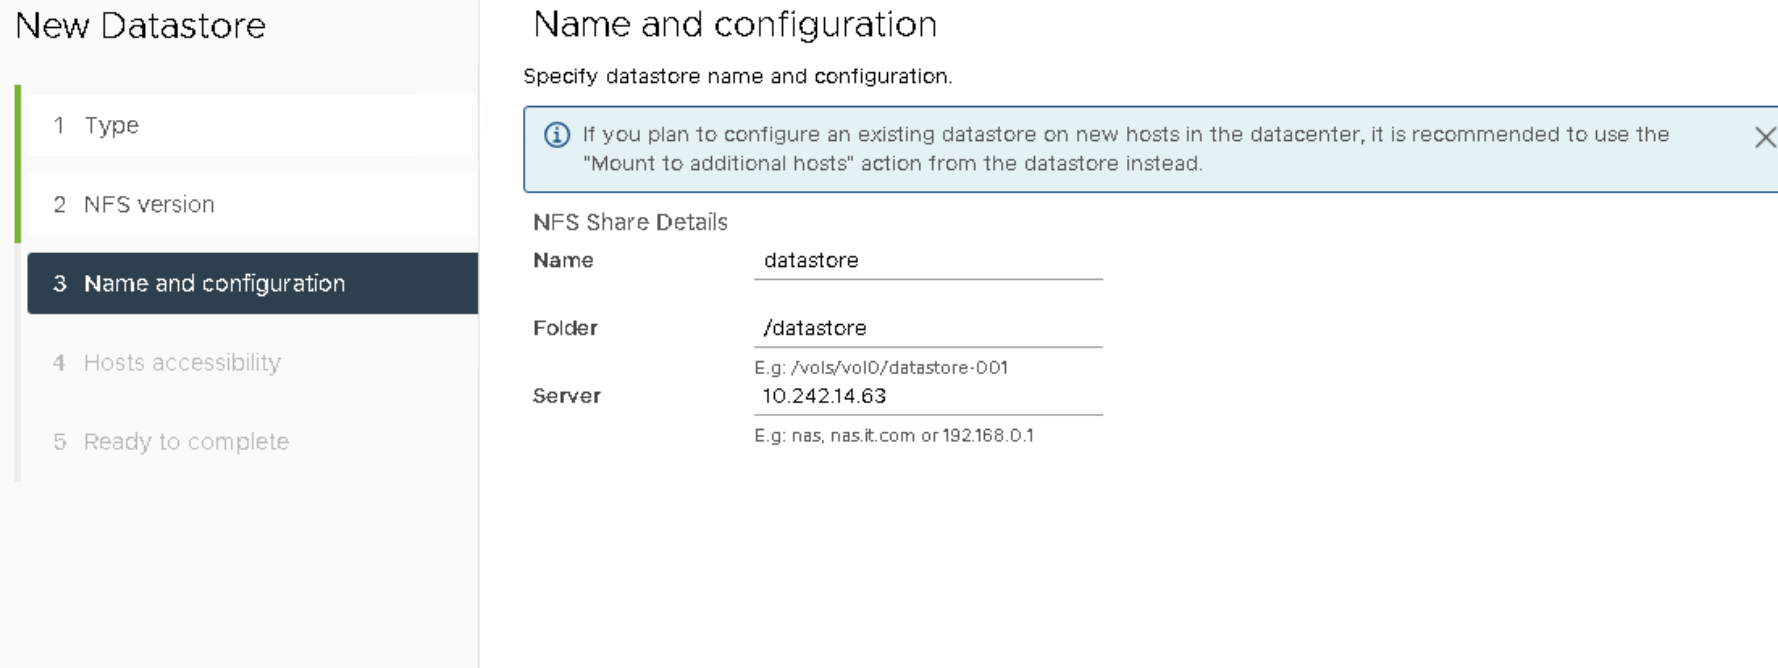 New Datastore
1 Type
2 NFS version
3 Name and configuration
4 Hosts accessibility
5 Ready to complete
Name and configuration
Specify datastore name and configuration.
If you plan to configure an existing datastore on new hosts in the datacenter, it is recommended to use the
"Mount to additional hosts" action from the datastore instead.
NFS Share Details
Name datastore
Folder /datastore
E.g: /vols/vol0/datastore-001
Server 10.242.14.63
E.g: nas, nas.it.com or 192.168.0.1